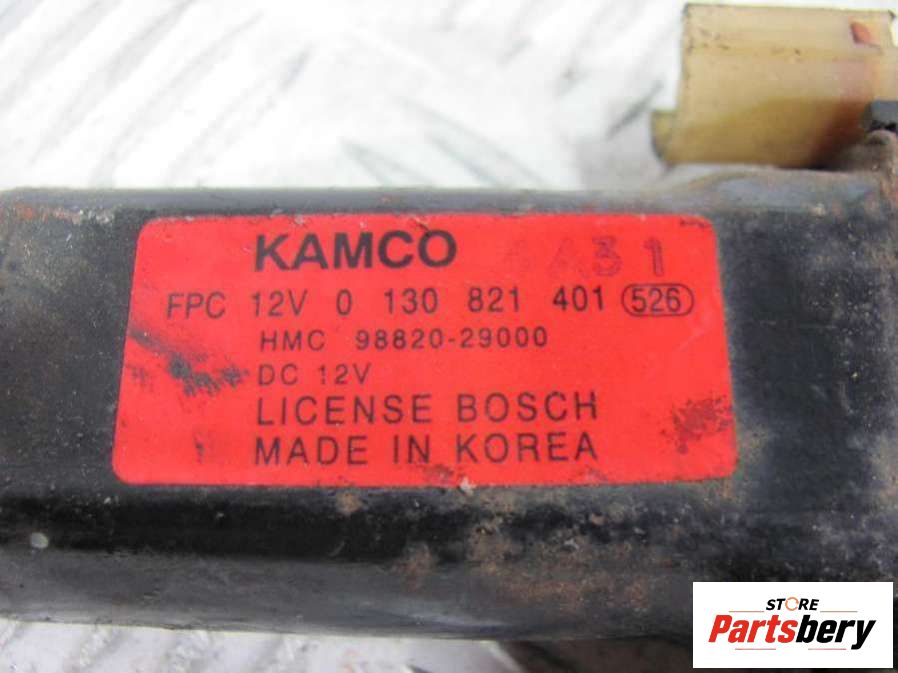 KAMCO A31
FPC 12V 0 130 821 401 526
HMC 98820-29000
DC 12V
LICENSE BOSCH
MADE IN KOREA
STORE
Partsbery